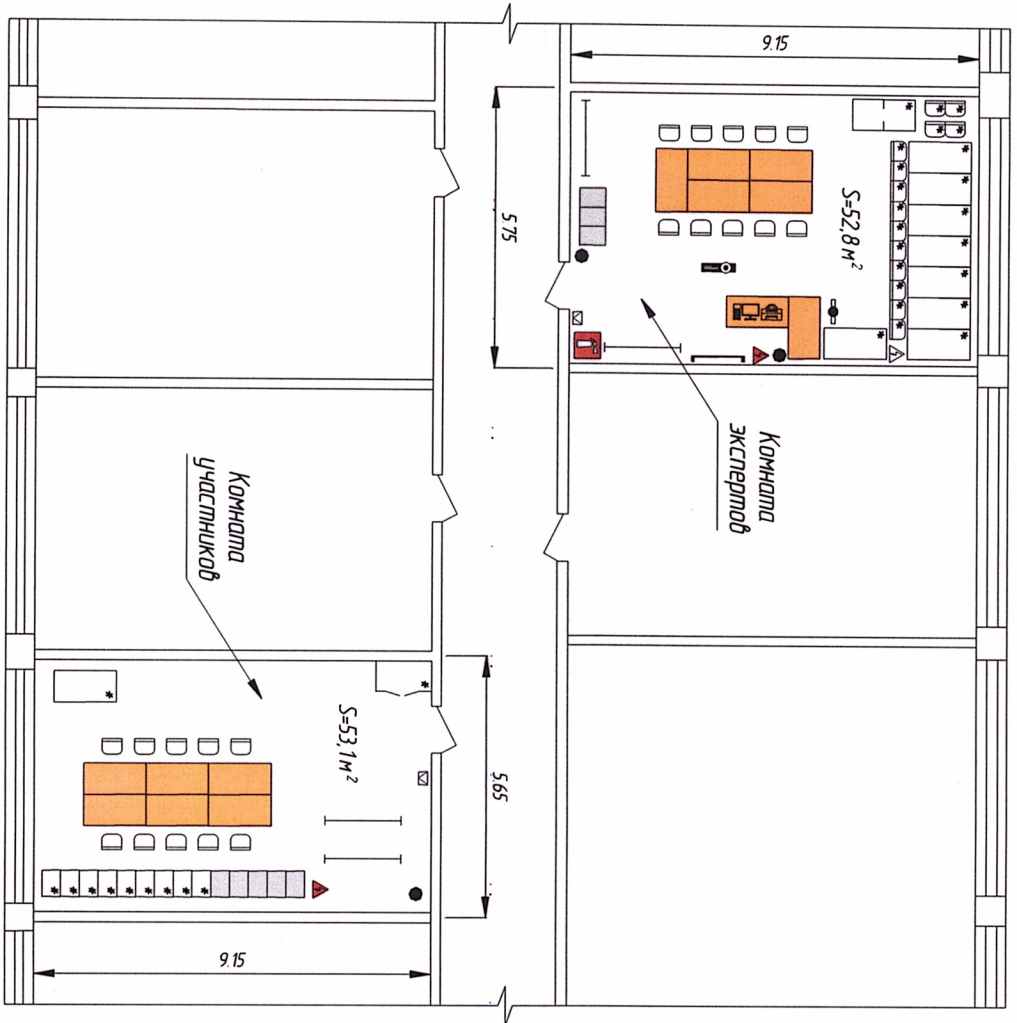 9.15
5.75
S=52,8 м²
Комната
экспертов
Комната
участников
S=53,1 м²
5.65
9.15